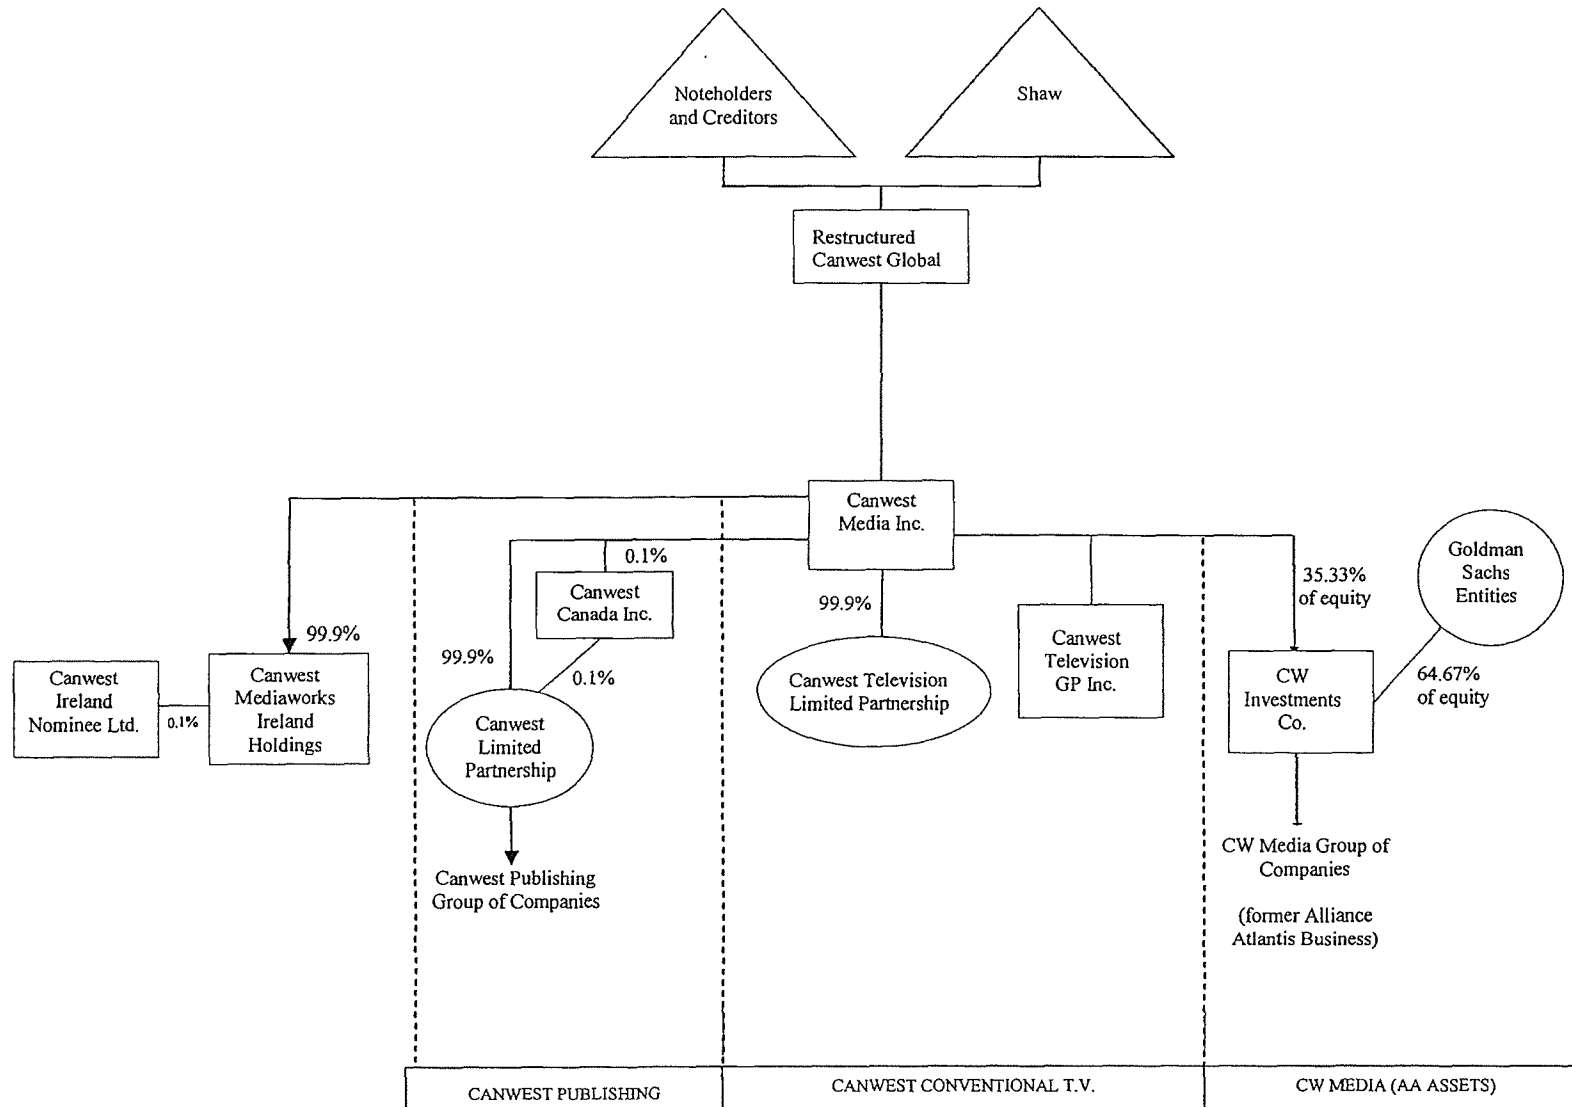 Noteholders
and Creditors
Shaw
Restructured
Canwest Global
Canwest
Media Inc.
0.1%
Canwest
Canada Inc.
99.9%
99.9%
0.1%
99.9%
35.33%
of equity
Goldman
Sachs
Entities
64.67%
of equity
Canwest
Ireland
Nominee Ltd.
0.1%
Canwest
Mediaworks
Ireland
Holdings
Canwest
Limited
Partnership
Canwest Television
Limited Partnership
Canwest
Television
GP Inc.
CW
Investments
Co.
Canwest Publishing
Group of Companies
CW Media Group of
Companies
(former Alliance
Atlantis Business)
CANWEST PUBLISHING
CANWEST CONVENTIONAL T.V.
CW MEDIA (AA ASSETS)